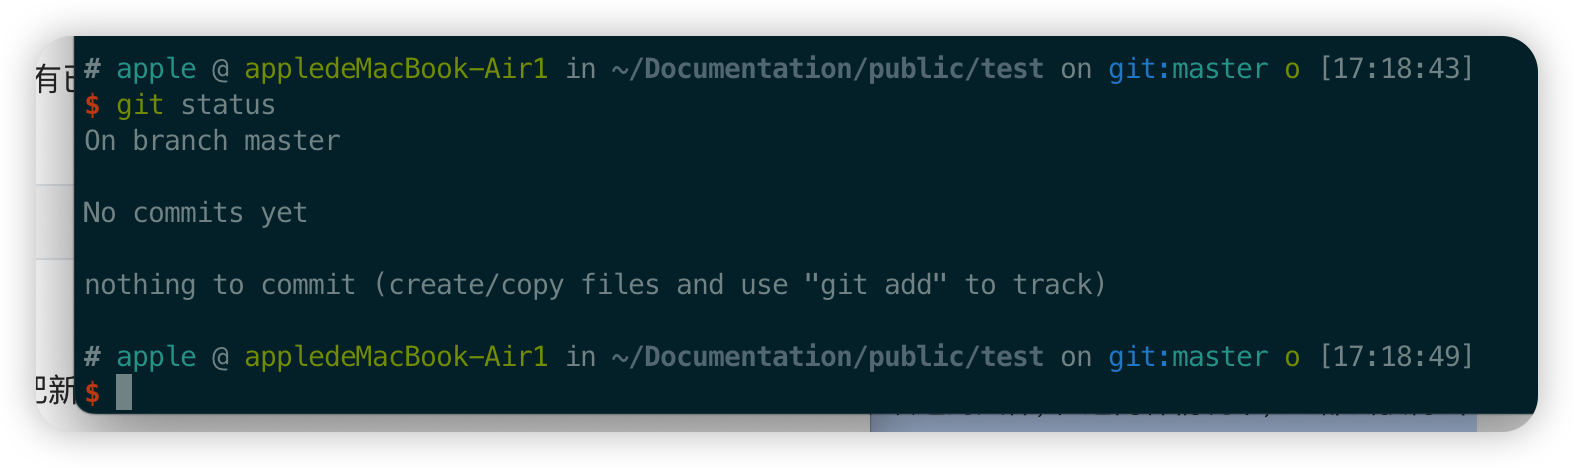 有
# apple @ appledeMacBook-Air1 in ~/Documentation/public/test on git:master o [17:18:43]
$ git status
On branch master
No commits yet
nothing to commit (create/copy files and use "git add" to track)
# apple @ appledeMacBook-Air1 in ~/Documentation/public/test on git:master o [17:18:49]
$